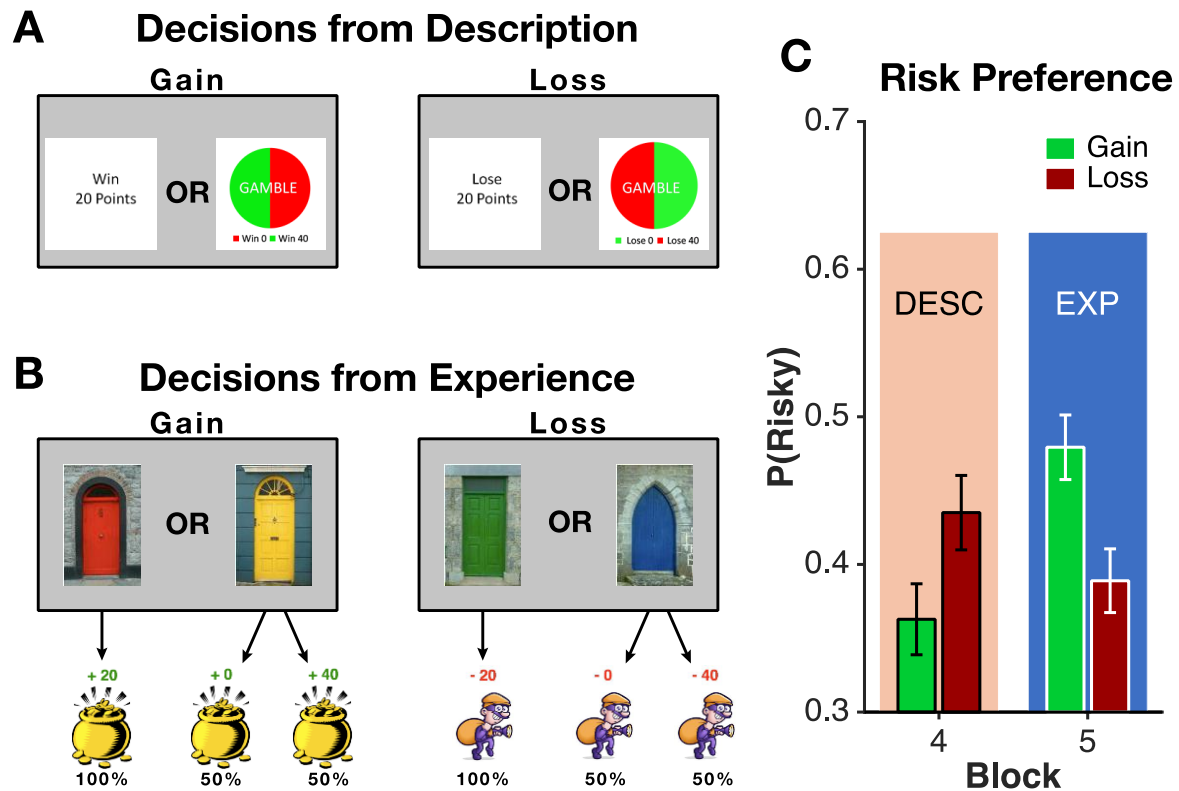 A
Decisions from Description
Gain
Win
20 Points
OR
GAMBLE
Win 0 Win 40
Loss
Lose
20 Points
OR
GAMBLE
Lose 0 Lose 40
B
Decisions from Experience
Gain
OR
+ 20
+ 0
+ 40
100%
50%
50%
Loss
OR
- 20
- 0
- 40
100%
50%
50%
C
Risk Preference
Gain
Loss
DESC
EXP
P(Risky)
0.7
0.6
0.5
0.4
0.3
4
5
Block